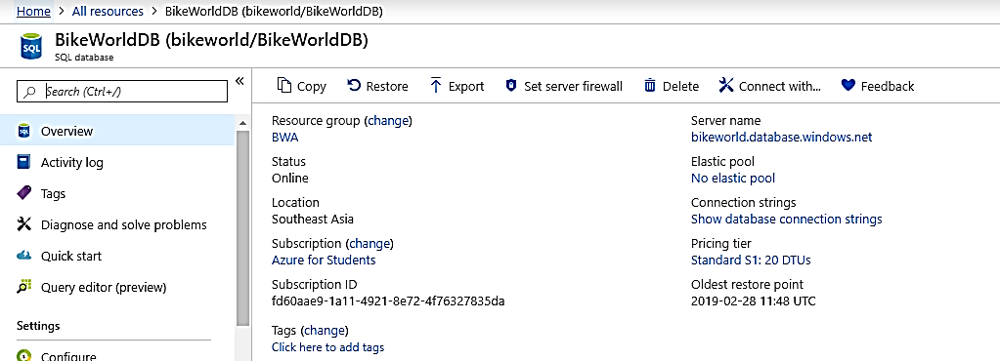 Home > All resources > BikeWorldDB (bikeworld/BikeWorldDB)
BikeWorldDB (bikeworld/BikeWorldDB)
SQL
SQL database
Search (Ctrl+/)
«
Overview
Activity log
Tags
Diagnose and solve problems
Quick start
Query editor (preview)
Settings
Configure
Copy Restore Export Set server firewall Delete Connect with... Feedback
Resource group (change)
BWA
Status
Online
Location
Southeast Asia
Subscription (change)
Azure for Students
Subscription ID
fd60aae9-1a11-4921-8e72-4f76327835da
Tags (change)
Click here to add tags
Server name
bikeworld.database.windows.net
Elastic pool
No elastic pool
Connection strings
Show database connection strings
Pricing tier
Standard S1: 20 DTUs
Oldest restore point
2019-02-28 11:48 UTC